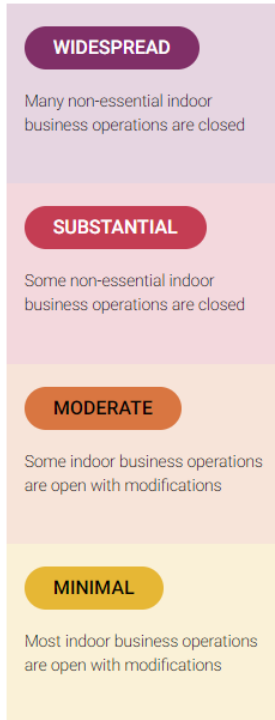 WIDESPREAD
Many non-essential indoor
business operations are closed
SUBSTANTIAL
Some non-essential indoor
business operations are closed
MODERATE
Some indoor business operations
are open with modifications
MINIMAL
Most indoor business operations
are open with modifications